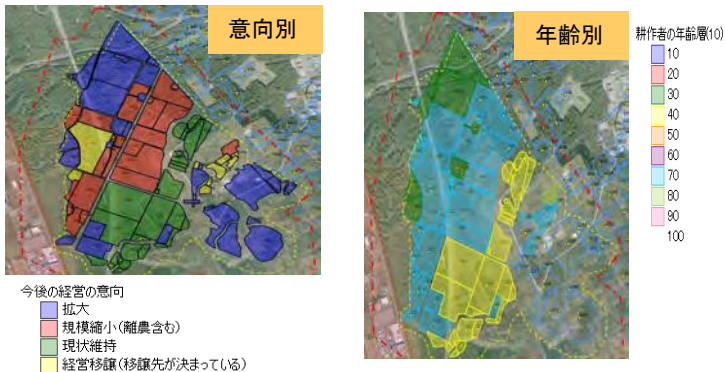 意向別
今後の経営の意向
拡大
規模縮小(離農含む)
現状維持
経営移譲(移譲先が決まっている)
年齢別
耕作者の年齢層(10)
10
20
30
40
50
60
70
80
90
100